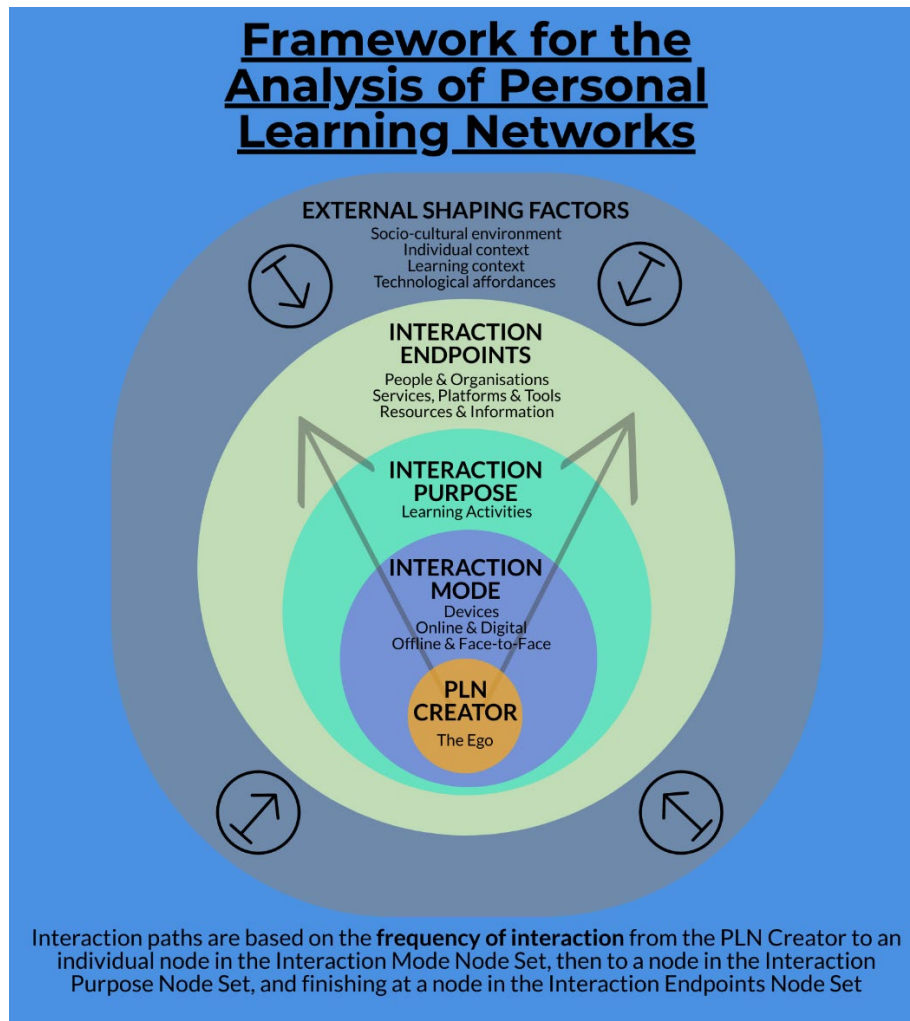 Framework for the
Analysis of Personal
Learning Networks
EXTERNAL SHAPING FACTORS
Socio-cultural environment
Individual context
Learning context
Technological affordances
INTERACTION
ENDPOINTS
People & Organisations
Services, Platforms & Tools
Resources & Information
INTERACTION
PURPOSE
Learning Activities
INTERACTION
MODE
Devices
Online & Digital
Offline & Face-to-Face
PLN
CREATOR
The Ego
Interaction paths are based on the frequency of interaction from the PLN Creator to an
individual node in the Interaction Mode Node Set, then to a node in the Interaction
Purpose Node Set, and finishing at a node in the Interaction Endpoints Node Set